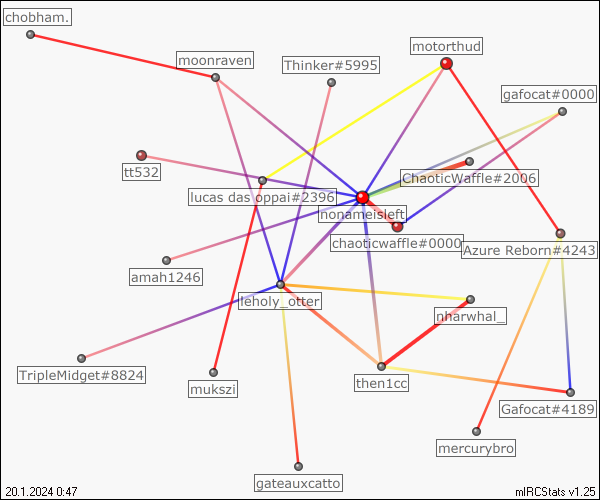 chobham.
moonraven
Thinker#5995
motorthud
gafocat#0000
tt532
ChaoticWaffle#2006
lucas das oppai#2396
nonameisleft
chaoticwaffle#0000
Azure Reborn#4243
amah1246
leholy_otter
nharwhal_
TripleMidget#8824
mukszi
then1cc
Gafocat#4189
mercurybro
gateauxcatto
20.1.2024 0:47
mIRCStats v1.25